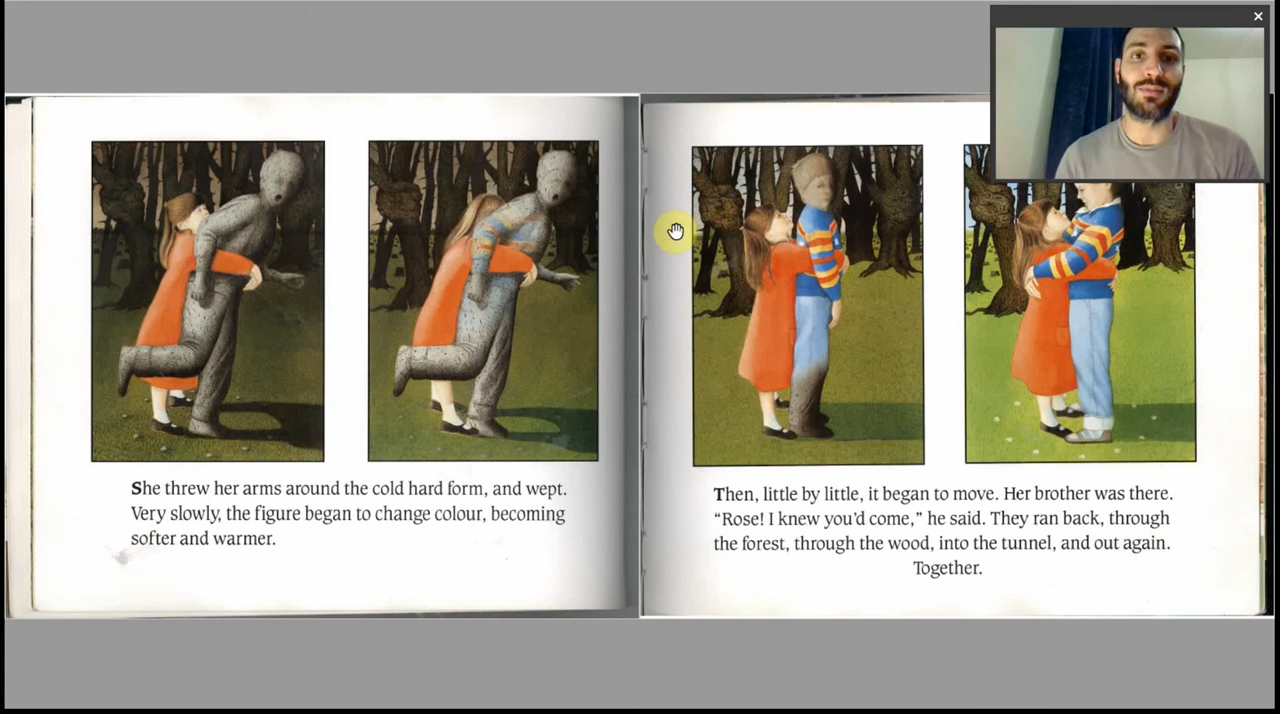 She threw her arms around the cold hard form, and wept.
Very slowly, the figure began to change colour, becoming
softer and warmer.
Then, little by little, it began to move. Her brother was there.
“Rose! I knew you’d come,” he said. They ran back, through
the forest, through the wood, into the tunnel, and out again.
Together.